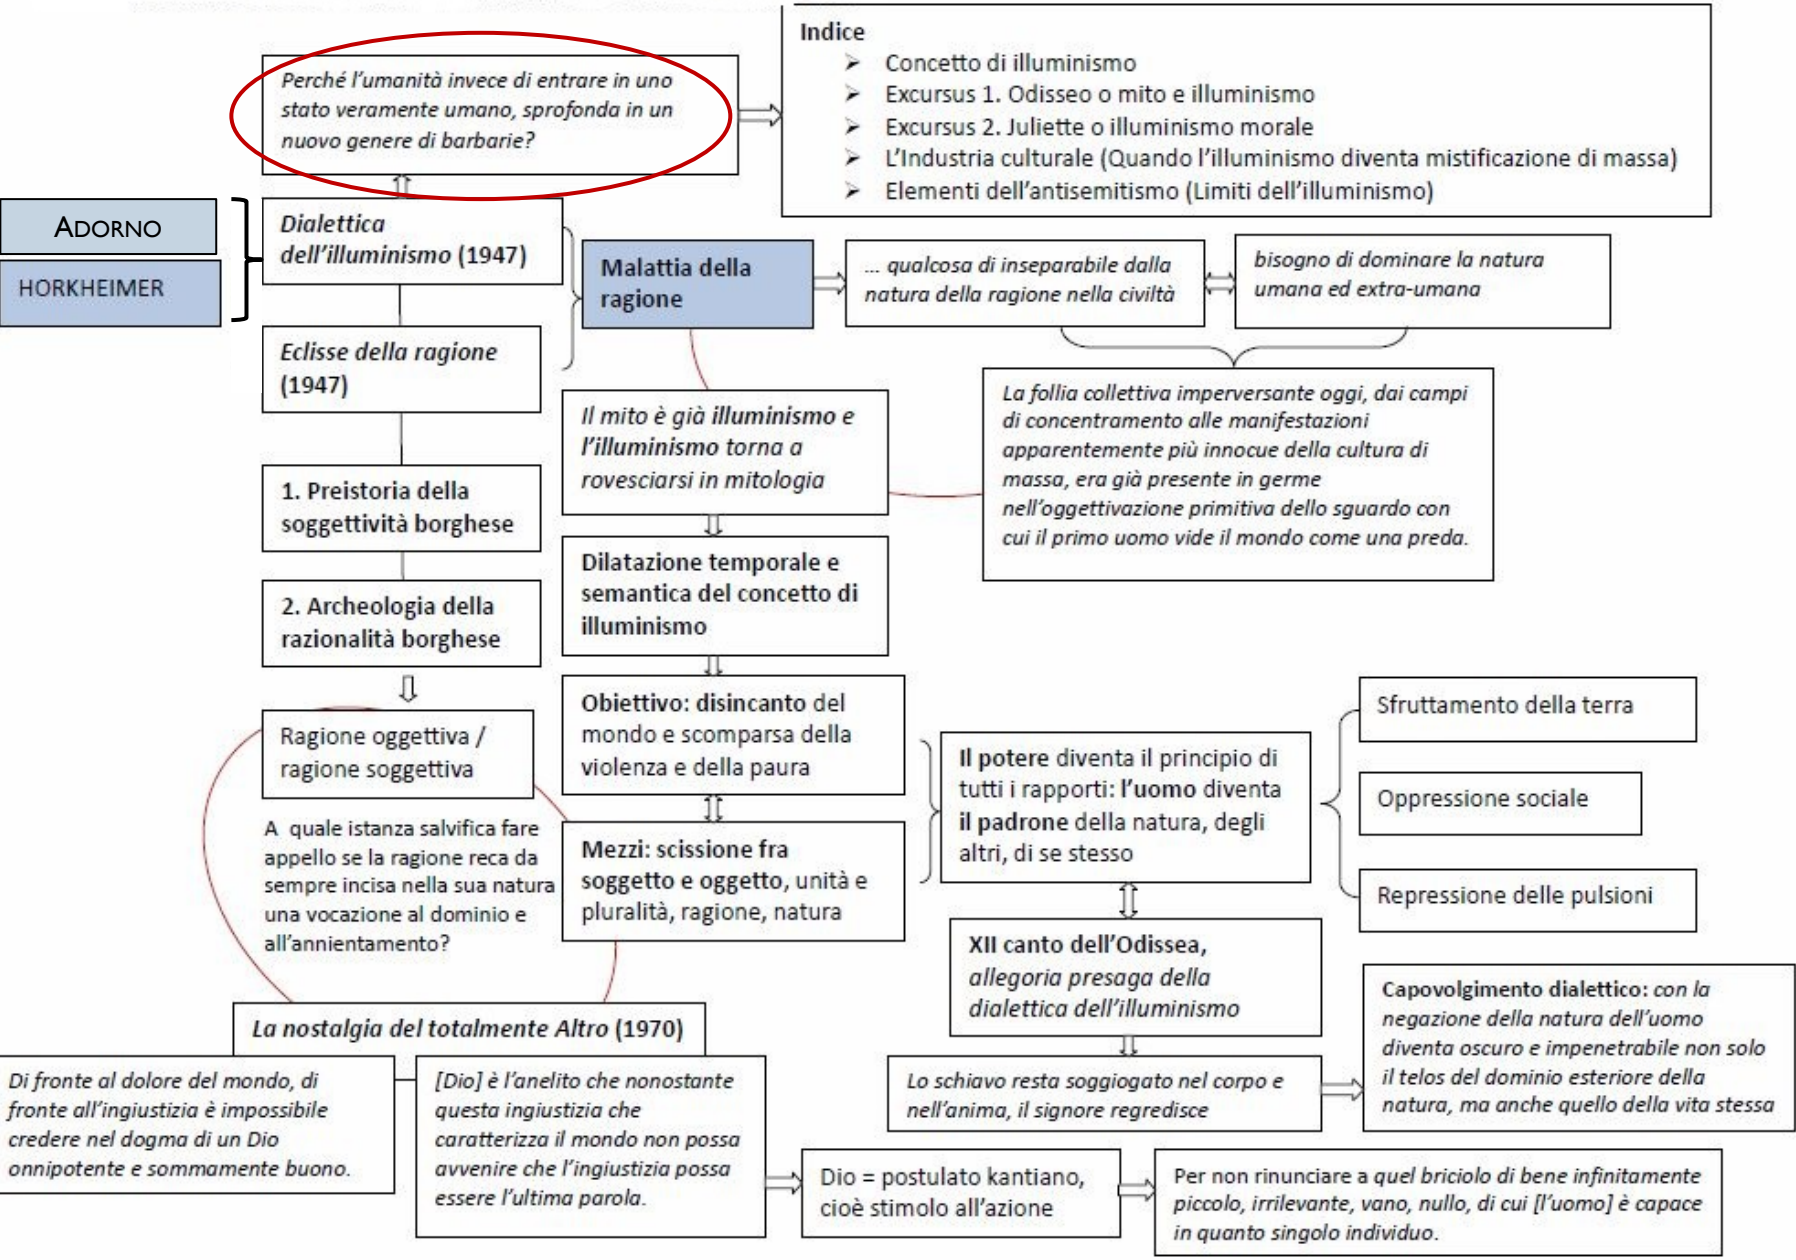 Perché l'umanità invece di entrare in uno
stato veramente umano, sprofonda in un
nuovo genere di barbarie?
Indice
Concetto di illuminismo
Excursus 1. Odisseo o mito e illuminismo
Excursus 2. Juliette o illuminismo morale
L'Industria culturale (Quando l'illuminismo diventa mistificazione di massa)
Elementi dell'antisemitismo (Limiti dell'illuminismo)
ADORNO
HORKHEIMER
Dialettica
dell'illuminismo (1947)
Eclisse della ragione
(1947)
Malattia della
ragione
... qualcosa di inseparabile dalla
natura della ragione nella civiltà
bisogno di dominare la natura
umana ed extra-umana
La follia collettiva imperversante oggi, dai campi
di concentramento alle manifestazioni
apparentemente più innocue della cultura di
massa, era già presente in germe
nell'oggettivazione primitiva dello sguardo con
cui il primo uomo vide il mondo come una preda.
Il mito è già illuminismo e
l'illuminismo torna a
rovesciarsi in mitologia
1. Preistoria della
soggettività borghese
2. Archeologia della
razionalità borghese
Dilatazione temporale e
semantica del concetto di
illuminismo
Obiettivo: disincanto del
mondo e scomparsa della
violenza e della paura
Mezzi: scissione fra
soggetto e oggetto, unità e
pluralità, ragione, natura
Ragione oggettiva /
ragione soggettiva
A quale istanza salvifica fare
appello se la ragione reca da
sempre incisa nella sua natura
una vocazione al dominio e
all'annientamento?
Il potere diventa il principio di
tutti i rapporti: l'uomo diventa
il padrone della natura, degli
altri, di se stesso
Sfruttamento della terra
Oppressione sociale
Repressione delle pulsioni
XII canto dell'Odissea,
allegoria presaga della
dialettica dell'illuminismo
Lo schiavo resta soggiogato nel corpo e
nell'anima, il signore regredisce
Capovolgimento dialettico: con la
negazione della natura dell'uomo
diventa oscuro e impenetrabile non solo
il telos del dominio esteriore della
natura, ma anche quello della vita stessa
La nostalgia del totalmente Altro (1970)
Di fronte al dolore del mondo, di
fronte all'ingiustizia è impossibile
credere nel dogma di un Dio
onnipotente e sommamente buono.
[Dio] è l'anelito che nonostante
questa ingiustizia che
caratterizza il mondo non possa
avvenire che l'ingiustizia possa
essere l'ultima parola.
Dio = postulato kantiano,
cioè stimolo all'azione
Per non rinunciare a quel briciolo di bene infinitamente
piccolo, irrilevante, vano, nullo, di cui [l'uomo] è capace
in quanto singolo individuo.